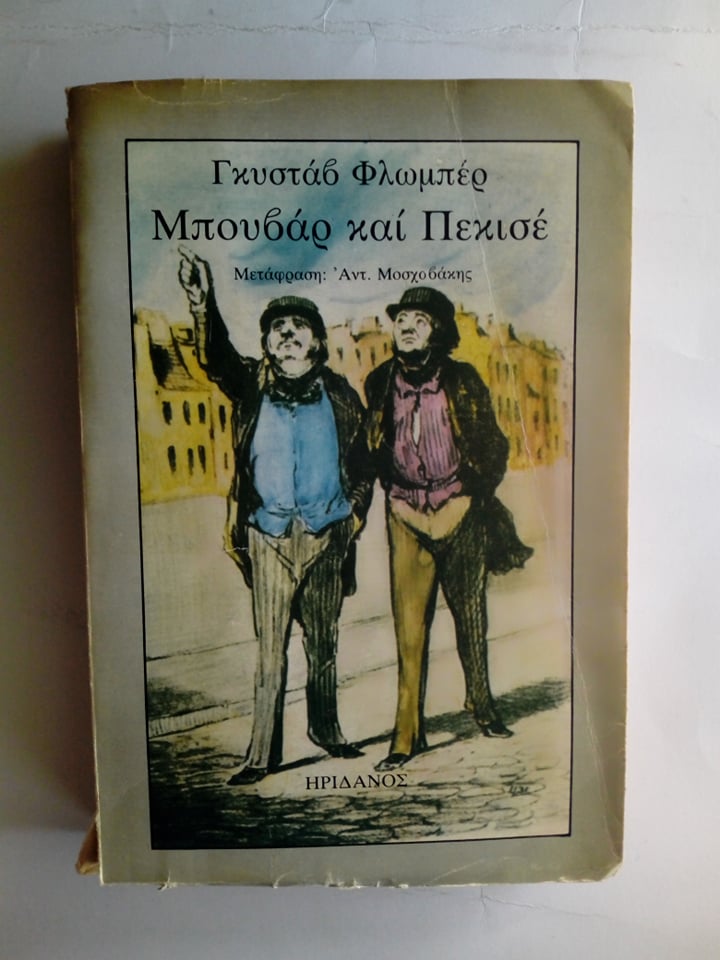 Γκυστάβ Φλωμπέρ
Μπουβάρ καί Πεκισέ
Μετάφραση: Ἀντ. Μοσχοβάκης
ΗΡΙΔΑΝΟΣ